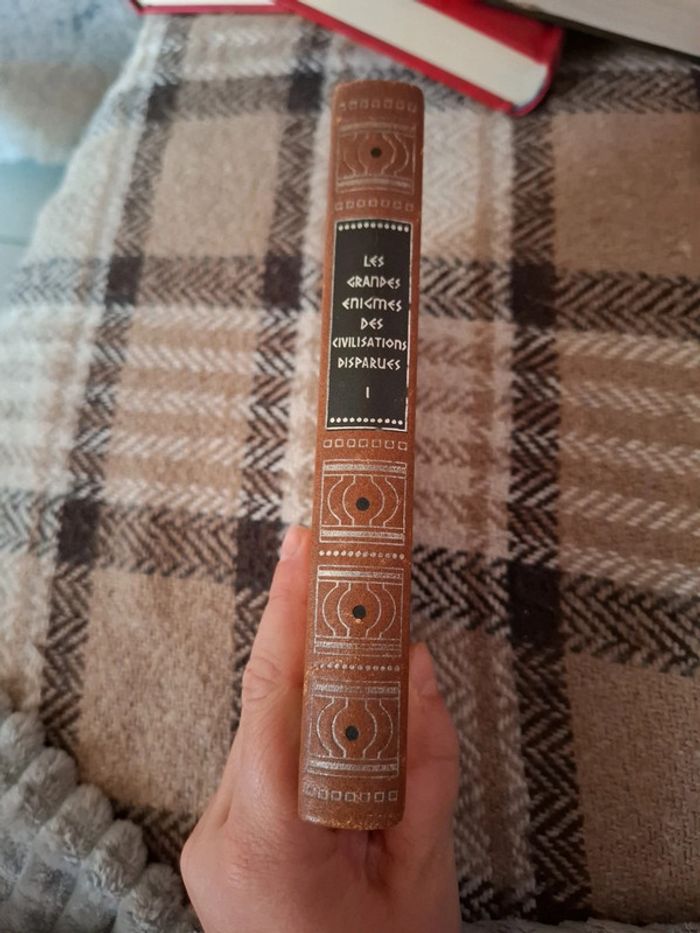 LES
GRANDES
ENIGMES
DES
CIVILISATIONS
DISPARUES
I